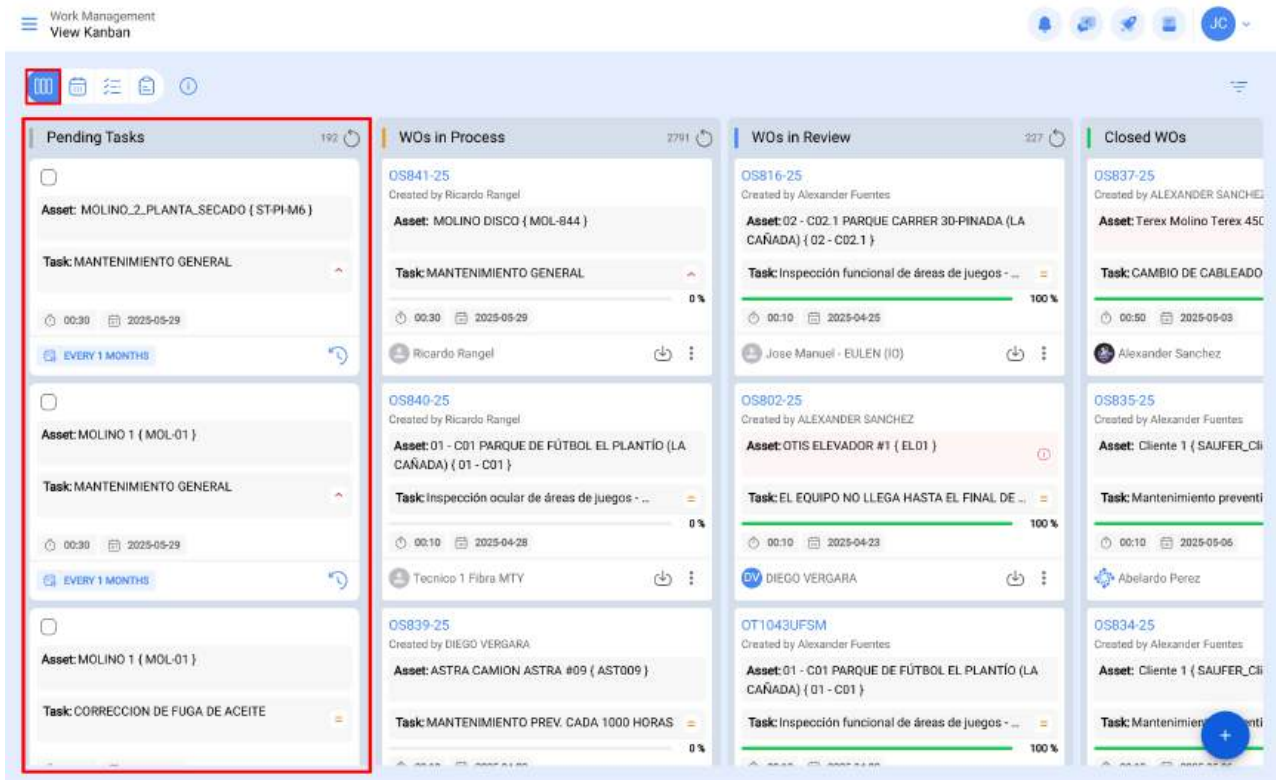 Work Management
View Kanban
JC
Pending Tasks
192
Asset: MOLINO_2_PLANTA_SECADO { ST-PI-M6 }
Task: MANTENIMIENTO GENERAL
00:30
2025-05-29
EVERY 1 MONTHS
Asset: MOLINO 1 { MOL-01 }
Task: MANTENIMIENTO GENERAL
00:30
2025-05-29
EVERY 1 MONTHS
Asset: MOLINO 1 { MOL-01 }
Task: CORRECCION DE FUGA DE ACEITE
WOs in Process
2791
OS841-25
Created by Ricardo Rangel
Asset: MOLINO DISCO { MOL-844 }
Task: MANTENIMIENTO GENERAL
0 %
00:30
2025-05-29
Ricardo Rangel
OS840-25
Created by Ricardo Rangel
Asset: 01 - C01 PARQUE DE FÚTBOL EL PLANTÍO (LA
CAÑADA) { 01 - C01 }
Task: Inspección ocular de áreas de juegos - ...
0 %
00:10
2025-04-28
Tecnico 1 Fibra MTY
OS839-25
Created by DIEGO VERGARA
Asset: ASTRA CAMION ASTRA #09 { AST009 }
Task: MANTENIMIENTO PREV. CADA 1000 HORAS
0 %
WOs in Review
227
OS816-25
Created by Alexander Fuentes
Asset: 02 - C02.1 PARQUE CARRER 30-PINADA (LA
CAÑADA) { 02 - C02.1 }
Task: Inspección funcional de áreas de juegos - ...
100 %
00:10
2025-04-25
Jose Manuel - EULEN (IO)
OS802-25
Created by ALEXANDER SANCHEZ
Asset: OTIS ELEVADOR #1 { EL01 }
Task: EL EQUIPO NO LLEGA HASTA EL FINAL DE ...
100 %
00:10
2025-04-23
DV DIEGO VERGARA
OT1043UFSM
Created by Alexander Fuentes
Asset: 01 - C01 PARQUE DE FÚTBOL EL PLANTÍO (LA
CAÑADA) { 01 - C01 }
Task: Inspección funcional de áreas de juegos - ...
100 %
Closed WOs
OS837-25
Created by ALEXANDER SANCHEZ
Asset: Terex Molino Terex 450
Task: CAMBIO DE CABLEADO
00:50
2025-05-03
Alexander Sanchez
OS835-25
Created by Alexander Fuentes
Asset: Cliente 1 { SAUFER_Cli
Task: Mantenimiento preventi
00:10
2025-05-06
Abelardo Perez
OS834-25
Created by Alexander Fuentes
Asset: Cliente 1 { SAUFER_Cli